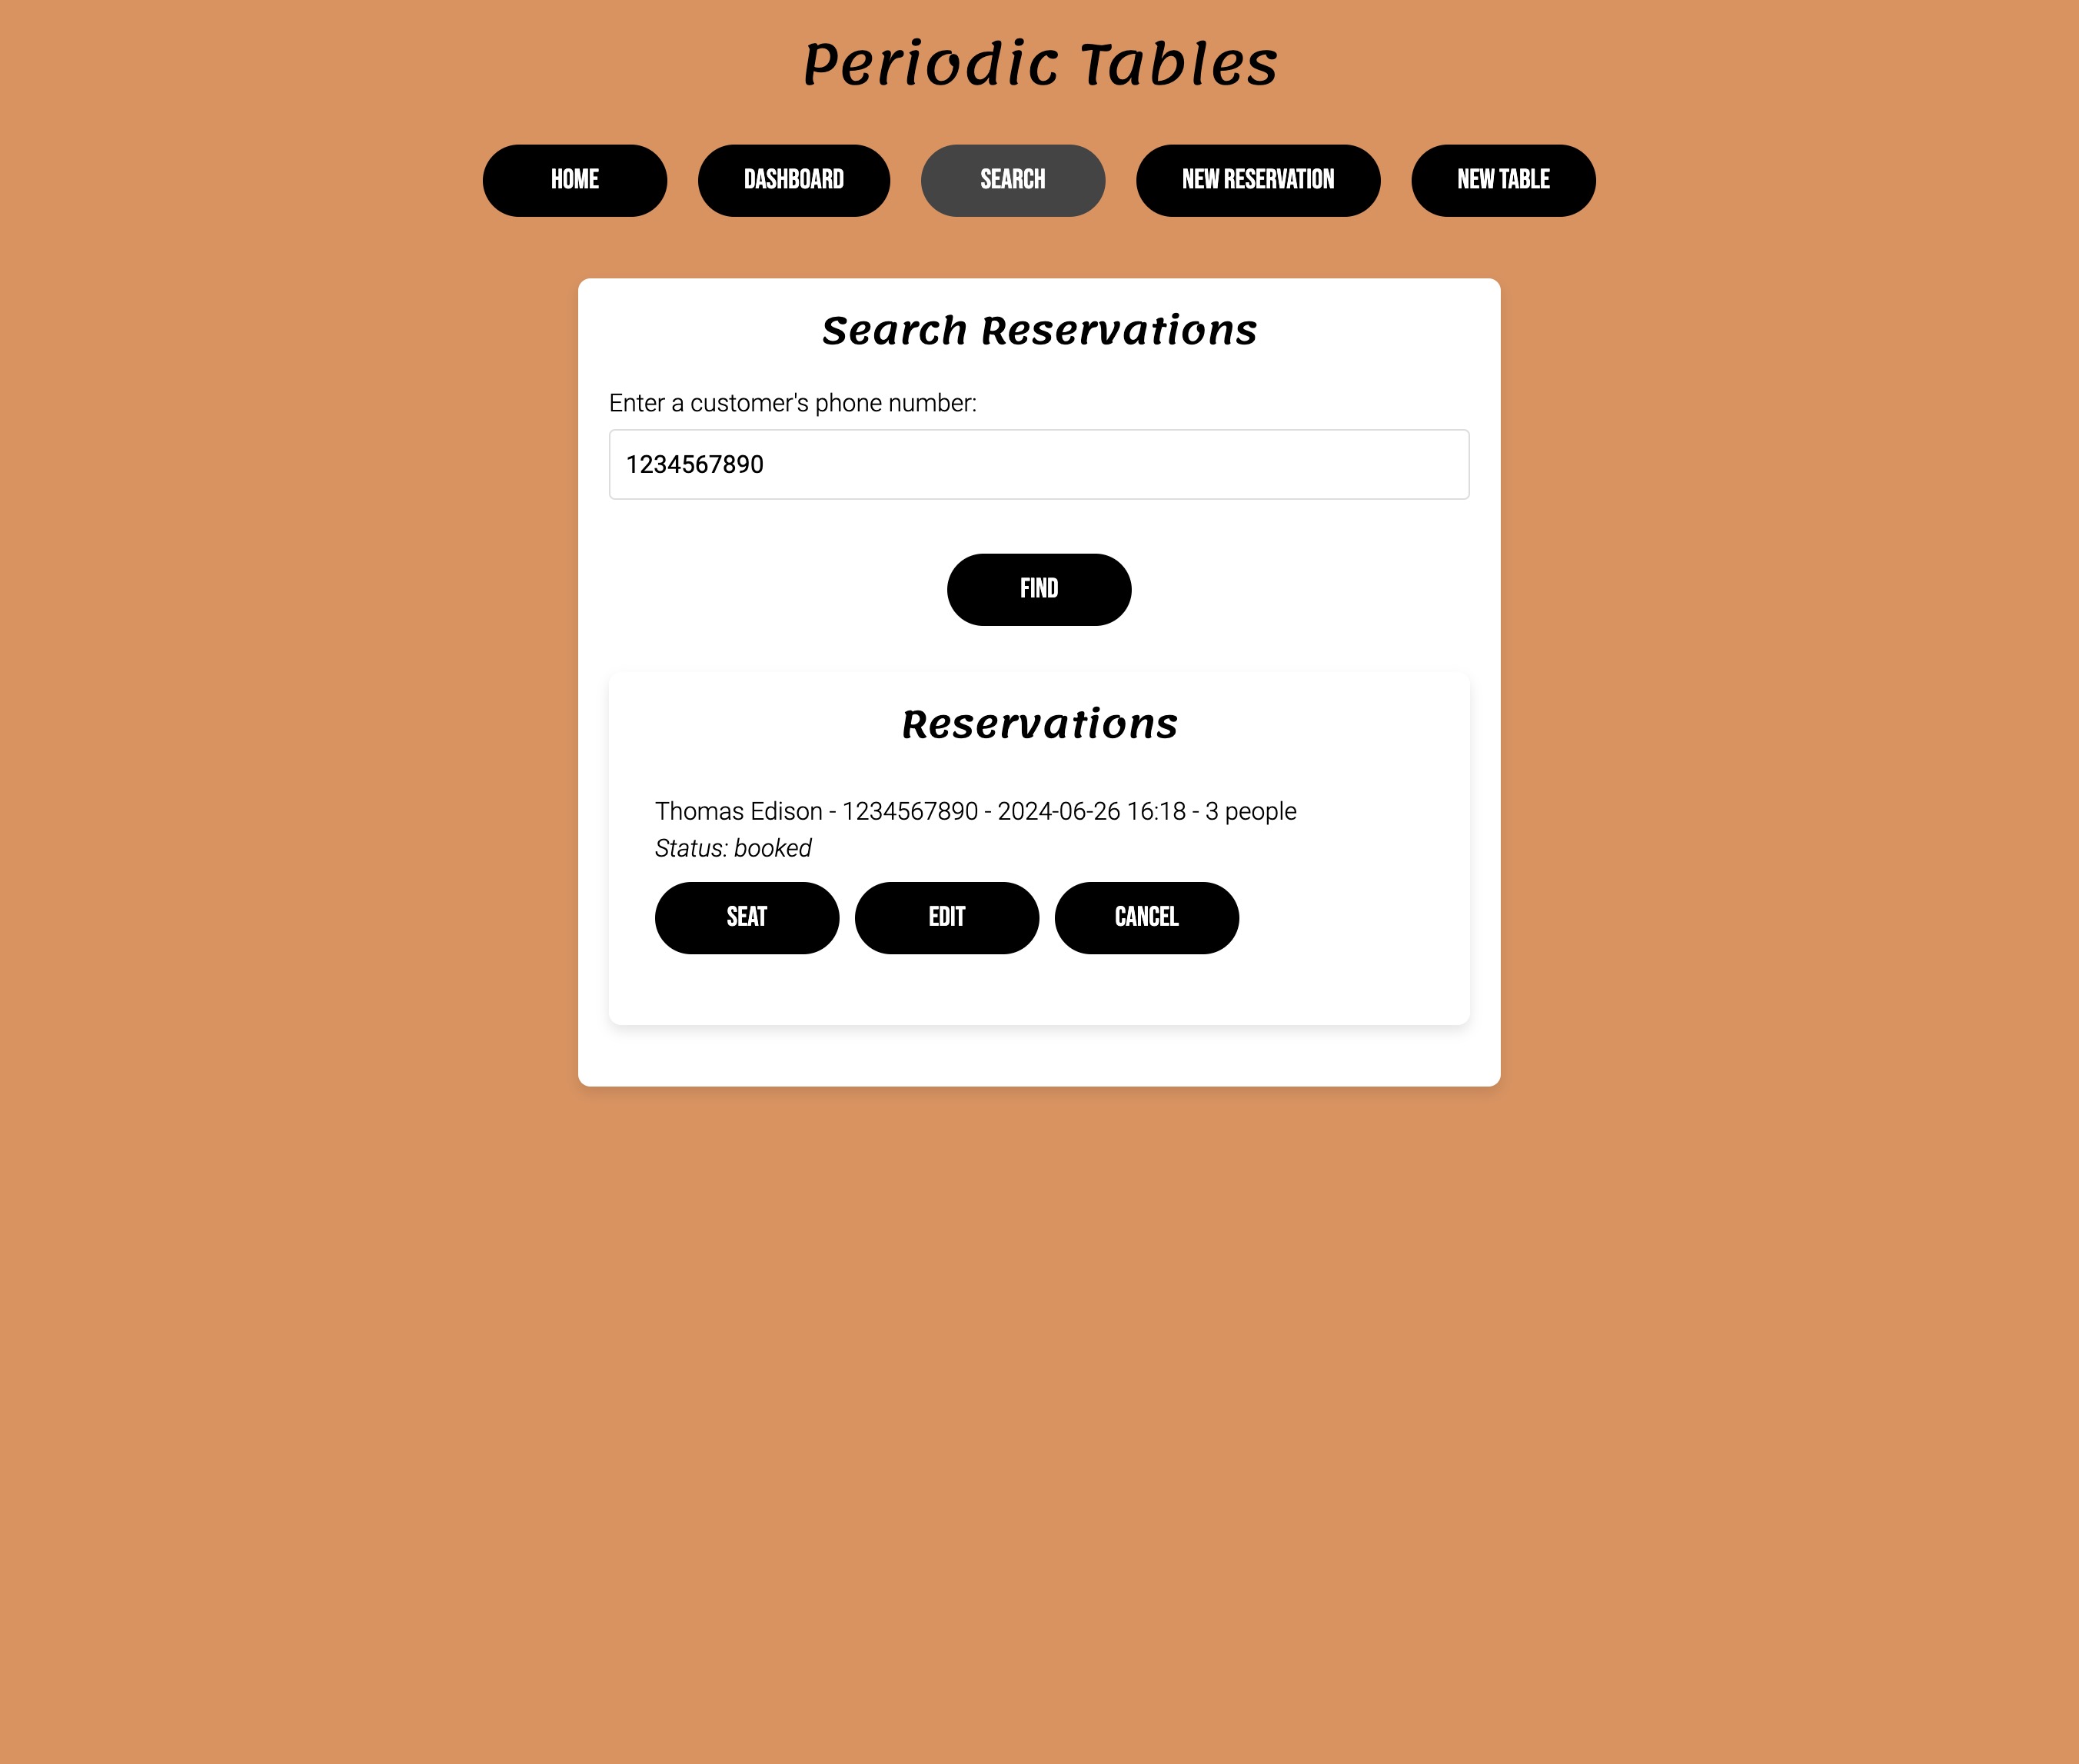 Periodic Tables
HOME
DASHBOARD
SEARCH
NEW RESERVATION
NEW TABLE
Search Reservations
Enter a customer's phone number:
1234567890
FIND
Reservations
Thomas Edison - 1234567890 - 2024-06-26 16:18 - 3 people
Status: booked
SEAT
EDIT
CANCEL